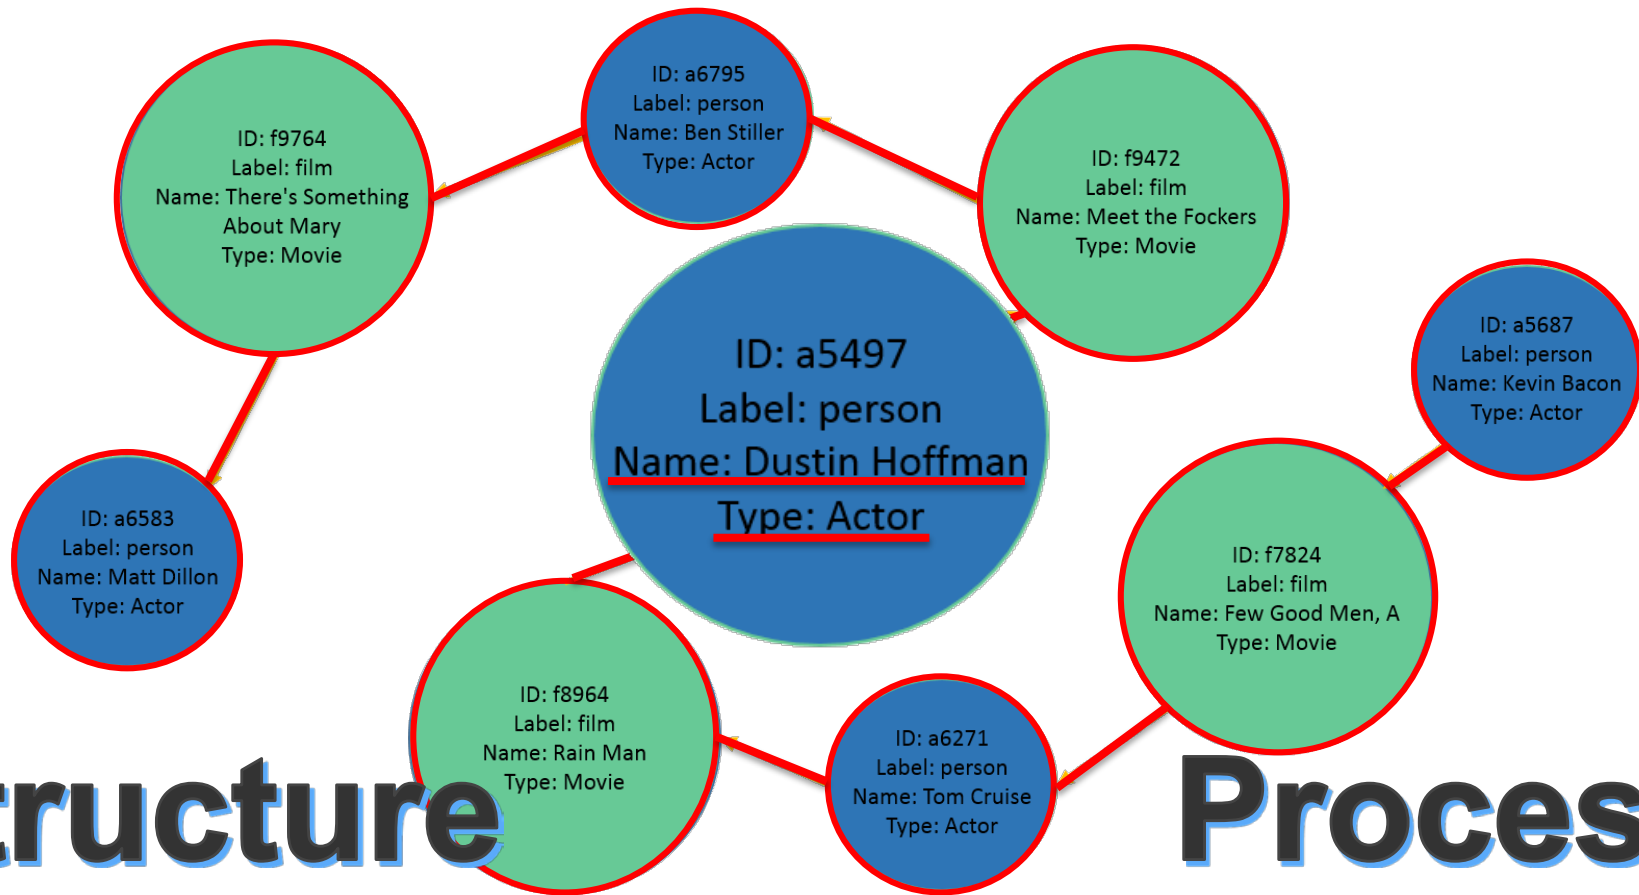 ID: a6795
Label: person
Name: Ben Stiller
Type: Actor
ID: f9764
Label: film
Name: There's Something
About Mary
Type: Movie
ID: f9472
Label: film
Name: Meet the Fockers
Type: Movie
ID: a5687
Label: person
Name: Kevin Bacon
Type: Actor
ID: a5497
Label: person
Name: Dustin Hoffman
Type: Actor
ID: a6583
Label: person
Name: Matt Dillon
Type: Actor
ID: f7824
Label: film
Name: Few Good Men, A
Type: Movie
ID: f8964
Label: film
Name: Rain Man
Type: Movie
ID: a6271
Label: person
Name: Tom Cruise
Type: Actor
tructure
Proces